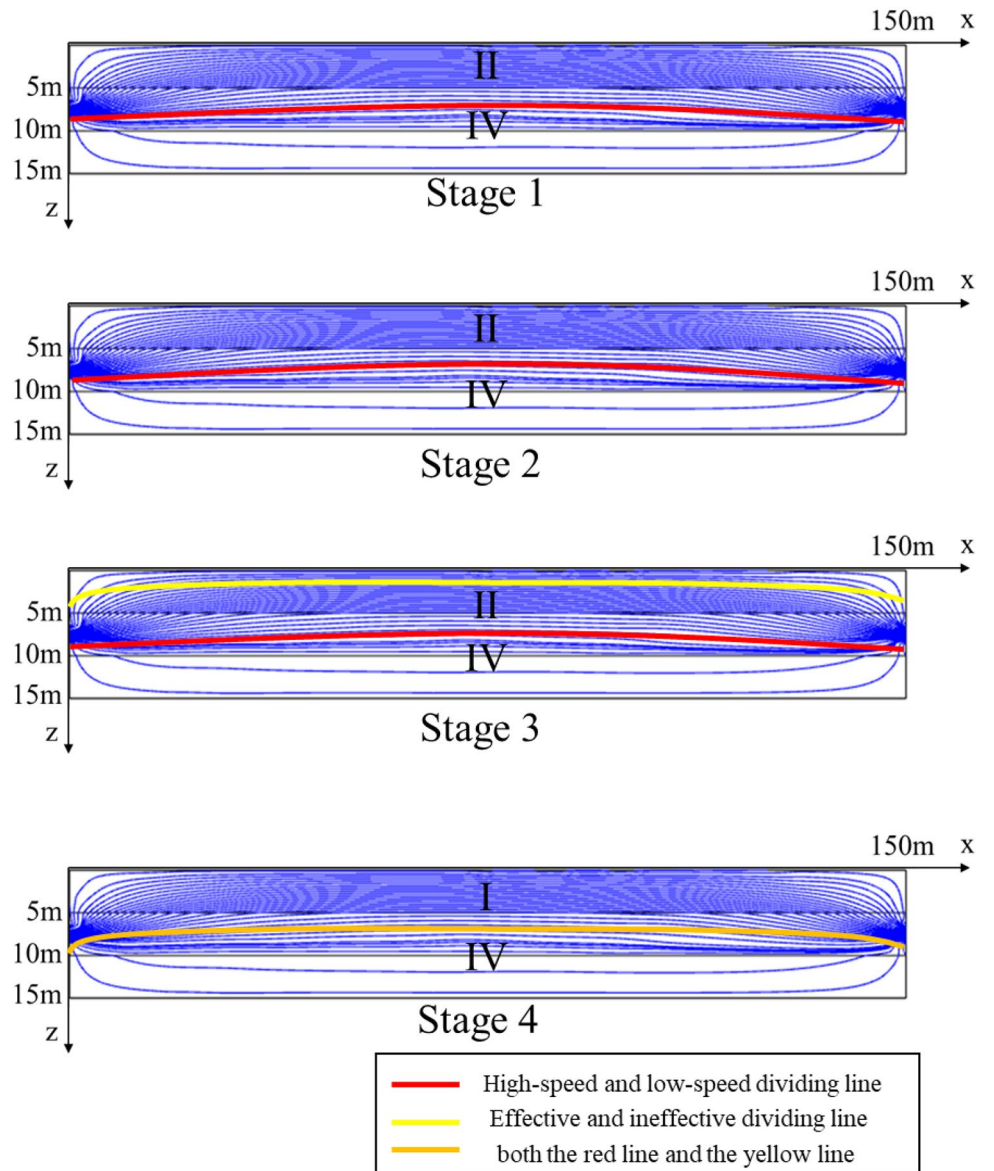 150m x
II
5m
IV
10m
15m
z
Stage 1
150m x
II
5m
IV
10m
15m
z
Stage 2
150m x
5m
II
10m
IV
15m
z
Stage 3
150m x
I
5m
10m
IV
15m
z
Stage 4
High-speed and low-speed dividing line
Effective and ineffective dividing line
both the red line and the yellow line